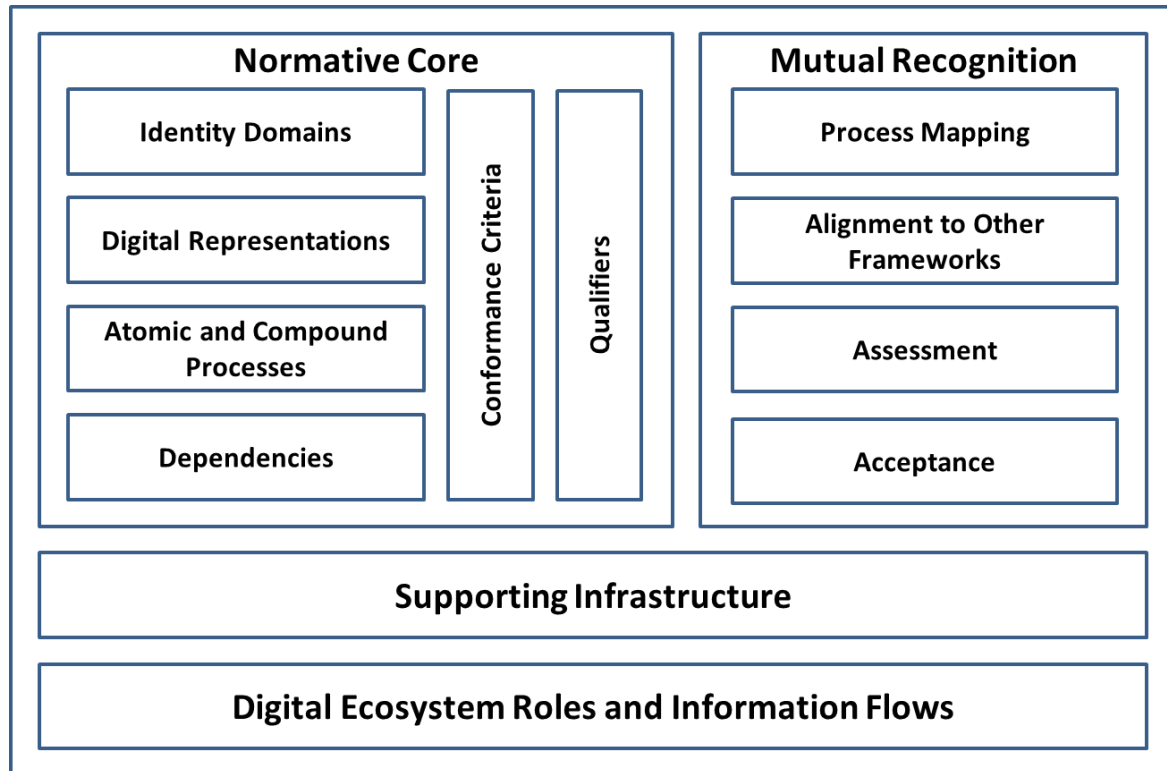 Normative Core
Identity Domains
Digital Representations
Atomic and Compound
Processes
Dependencies
Conformance Criteria
Qualifiers
Mutual Recognition
Process Mapping
Alignment to Other
Frameworks
Assessment
Acceptance
Supporting Infrastructure
Digital Ecosystem Roles and Information Flows